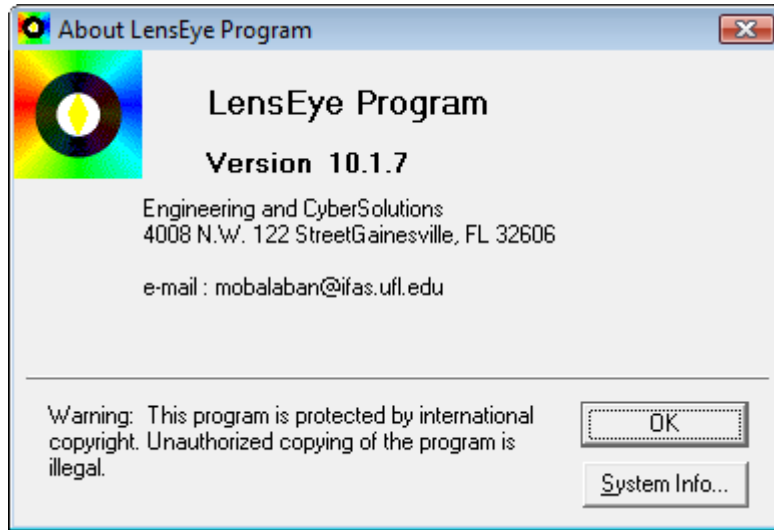 About LensEye Program
LensEye Program
Version 10.1.7
Engineering and CyberSolutions
4008 N.W. 122 StreetGainesville, FL 32606
e-mail : mobalaban@ifas.ufl.edu
Warning: This program is protected by international
copyright. Unauthorized copying of the program is
illegal.
OK
System Info...